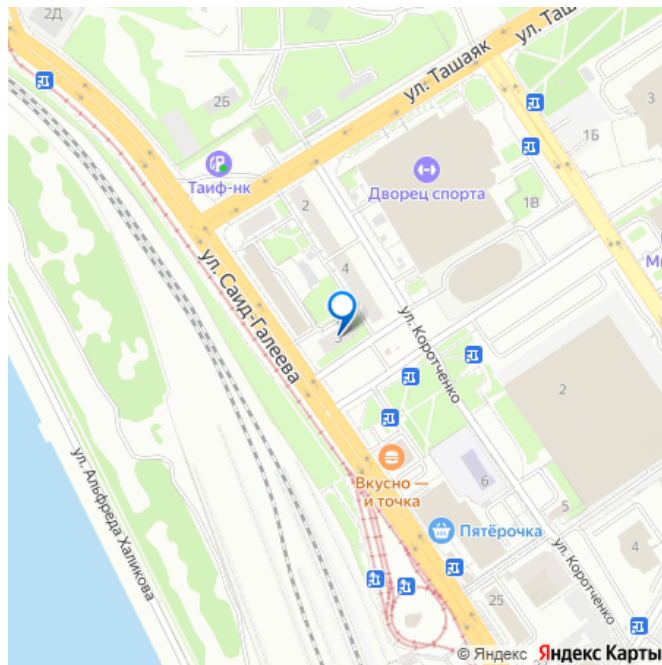 2Д
ул. Ташаяк
2Б
ул. Ташаяк
3
1Б
Таиф-нк
Дворец спорта
2
1В
Ми
4
ул. Саид-Галеева
ул. Коротченко
2
ул. Альфреда Халикова
Вкусно —
и точка
6
5
Пятёрочка
ул. Коротченко
4
25
© Яндекс Яндекс Карты